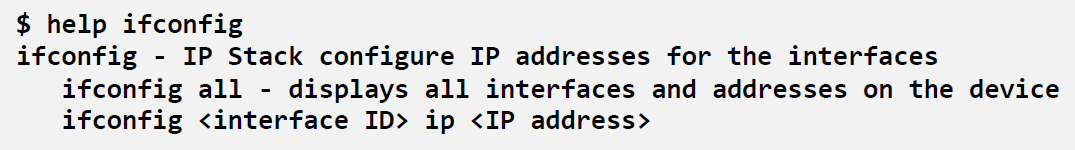 $ help ifconfig
ifconfig - IP Stack configure IP addresses for the interfaces
ifconfig all - displays all interfaces and addresses on the device
ifconfig <interface ID> ip <IP address>